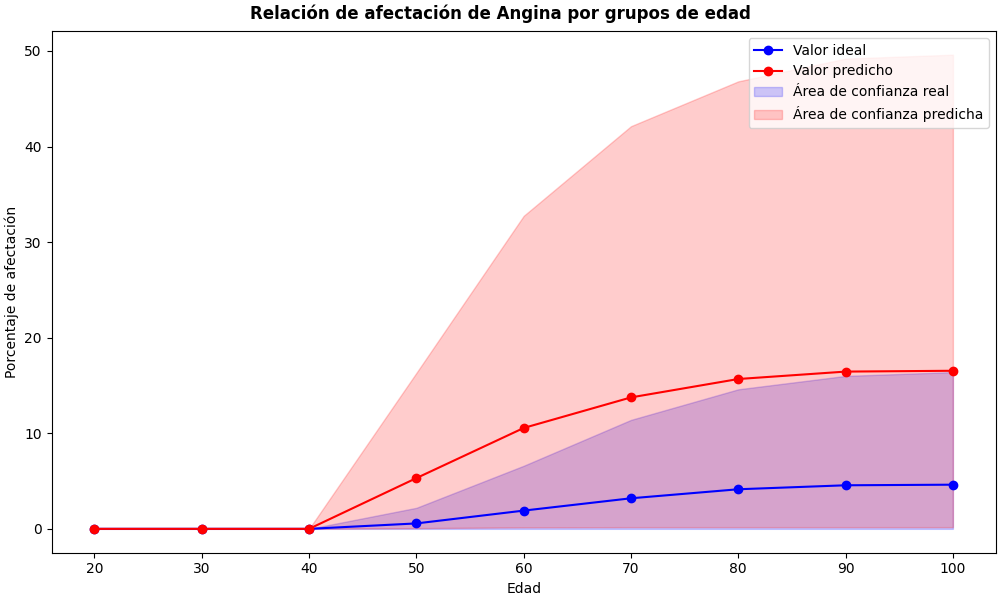 Relación de afectación de Angina por grupos de edad
50
40
30
20
10
0
Porcentaje de afectación
Valor ideal
Valor predicho
Área de confianza real
Área de confianza predicha
20 30 40 50 60 70 80 90 100
Edad